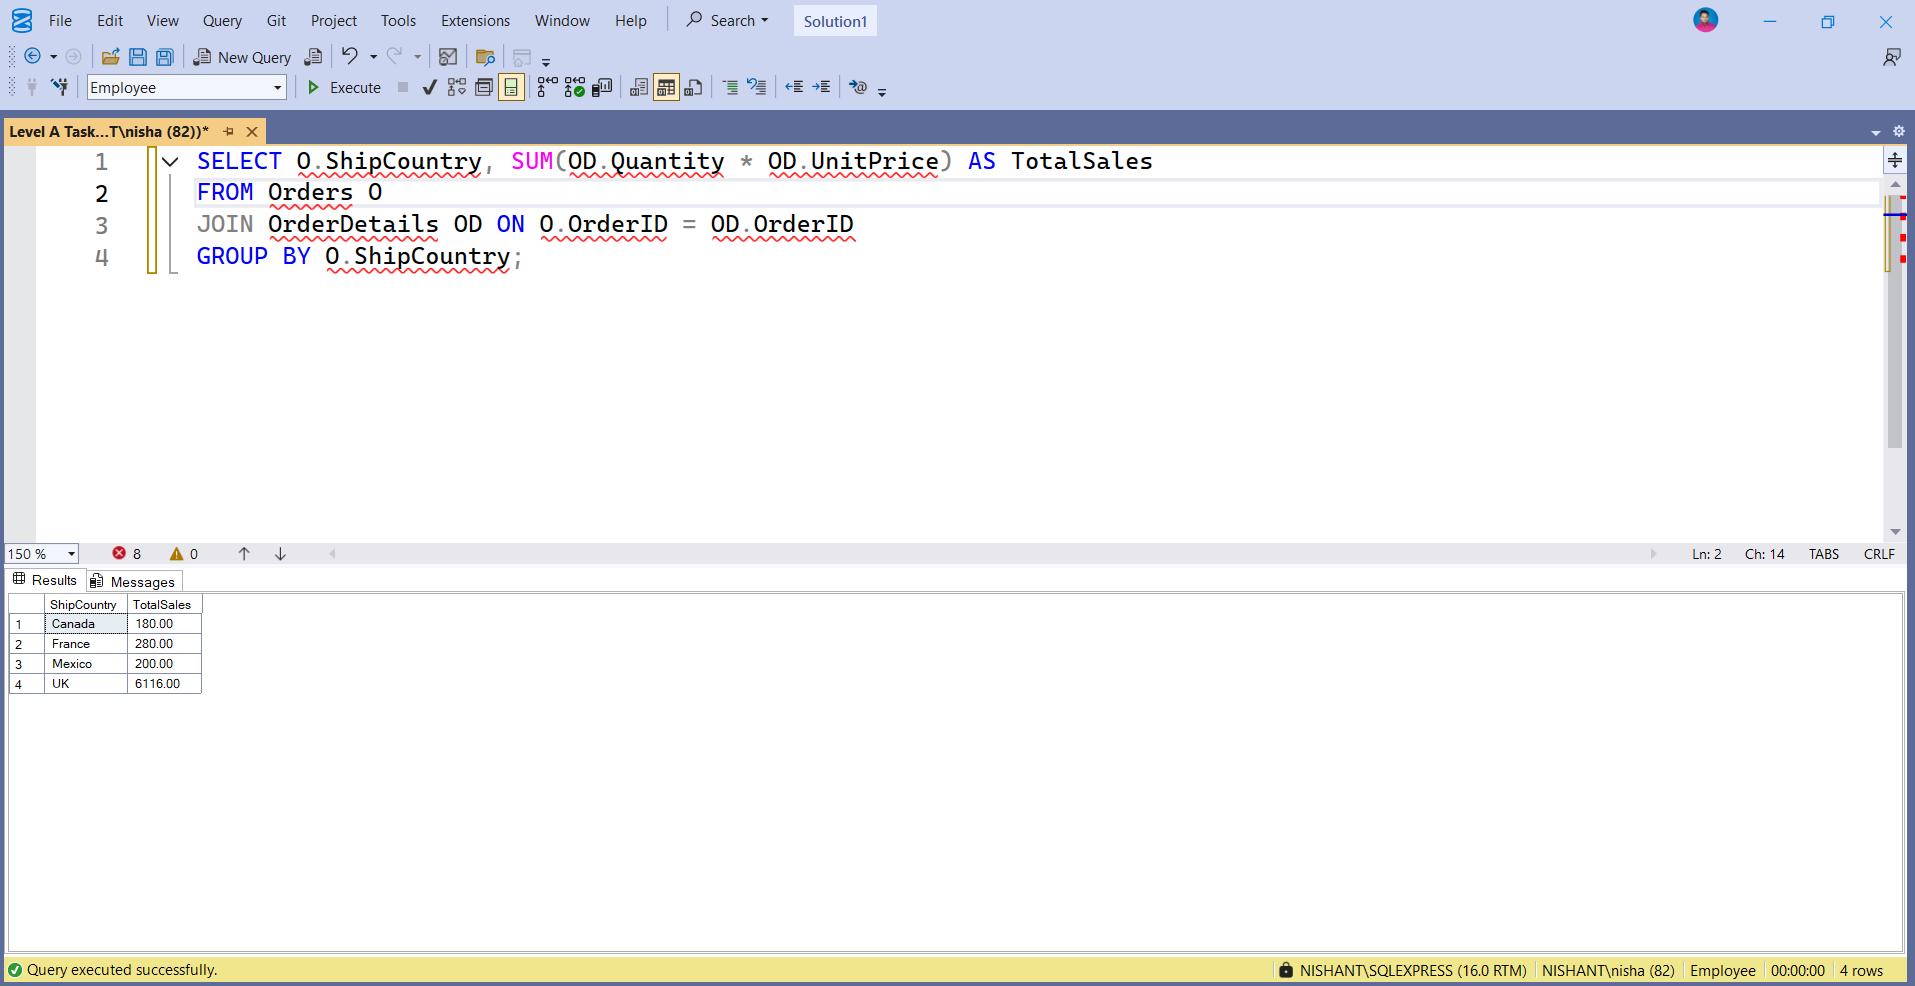 File Edit View Query Git Project Tools Extensions Window Help Search Solution1
New Query
Employee Execute
Level A Task...T\nisha (82))*
1 SELECT O.ShipCountry, SUM(OD.Quantity * OD.UnitPrice) AS TotalSales
2 FROM Orders O
3 JOIN OrderDetails OD ON O.OrderID = OD.OrderID
4 GROUP BY O.ShipCountry;
150 % 8 0 Ln: 2 Ch: 14 TABS CRLF
Results Messages
ShipCountry TotalSales
1 Canada 180.00
2 France 280.00
3 Mexico 200.00
4 UK 6116.00
Query executed successfully. NISHANT\SQLEXPRESS (16.0 RTM) NISHANT\nisha (82) Employee 00:00:00 4 rows